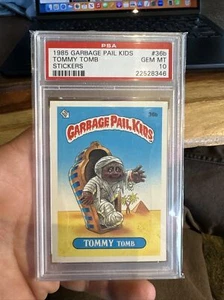 PSA
1985 GARBAGE PAIL KIDS #36b
TOMMY TOMB GEM MT
STICKERS 10
22528346
36b
GARBAGE PAIL KIDS
TOMMY TOMB